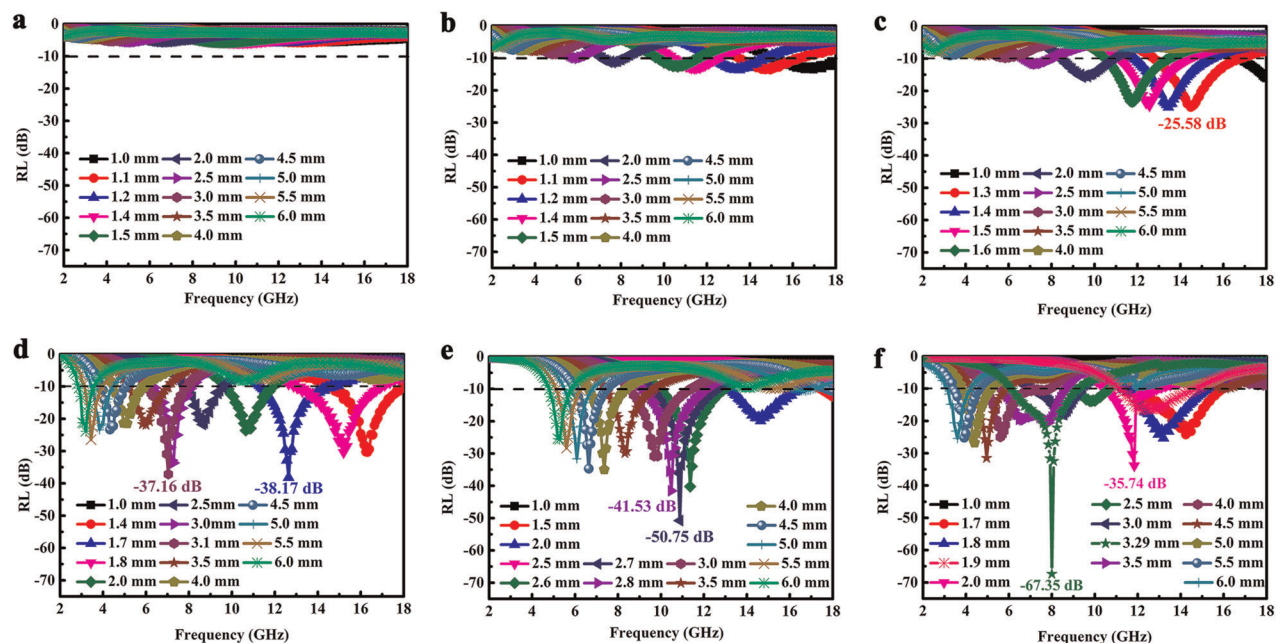 a
0
-10
-20
-30
-40
-50
-60
-70
RL (dB)
1.0 mm 2.0 mm 4.5 mm
1.1 mm 2.5 mm 5.0 mm
1.2 mm 3.0 mm 5.5 mm
1.4 mm 3.5 mm 6.0 mm
1.5 mm 4.0 mm
2 4 6 8 10 12 14 16 18
Frequency (GHz)
b
0
-10
-20
-30
-40
-50
-60
-70
RL (dB)
1.0 mm 2.0 mm 4.5 mm
1.1 mm 2.5 mm 5.0 mm
1.2 mm 3.0 mm 5.5 mm
1.4 mm 3.5 mm 6.0 mm
1.5 mm 4.0 mm
2 4 6 8 10 12 14 16 18
Frequency (GHz)
c
0
-10
-20
-30
-40
-50
-60
-70
RL (dB)
-25.58 dB
1.0 mm 2.0 mm 4.5 mm
1.3 mm 2.5 mm 5.0 mm
1.4 mm 3.0 mm 5.5 mm
1.5 mm 3.5 mm 6.0 mm
1.6 mm 4.0 mm
2 4 6 8 10 12 14 16 18
Frequency (GHz)
d
0
-10
-20
-30
-40
-50
-60
-70
RL (dB)
-37.16 dB -38.17 dB
1.0 mm 2.5mm 4.5 mm
1.4 mm 3.0mm 5.0 mm
1.7 mm 3.1 mm 5.5 mm
1.8 mm 3.5 mm 6.0 mm
2.0 mm 4.0 mm
2 4 6 8 10 12 14 16 18
Frequency (GHz)
e
0
-10
-20
-30
-40
-50
-60
-70
RL (dB)
-41.53 dB
-50.75 dB
1.0 mm 4.0 mm
1.5 mm 4.5 mm
2.0 mm 5.0 mm
2.5 mm 2.7 mm 3.0 mm 5.5 mm
2.6 mm 2.8 mm 3.5 mm 6.0 mm
2 4 6 8 10 12 14 16 18
Frequency (GHz)
f
0
-10
-20
-30
-40
-50
-60
-70
RL (dB)
-35.74 dB
-67.35 dB
1.0 mm 2.5 mm 4.0 mm
1.7 mm 3.0 mm 4.5 mm
1.8 mm 3.29 mm 5.0 mm
1.9 mm 3.5 mm 5.5 mm
2.0 mm 6.0 mm
2 4 6 8 10 12 14 16 18
Frequency (GHz)